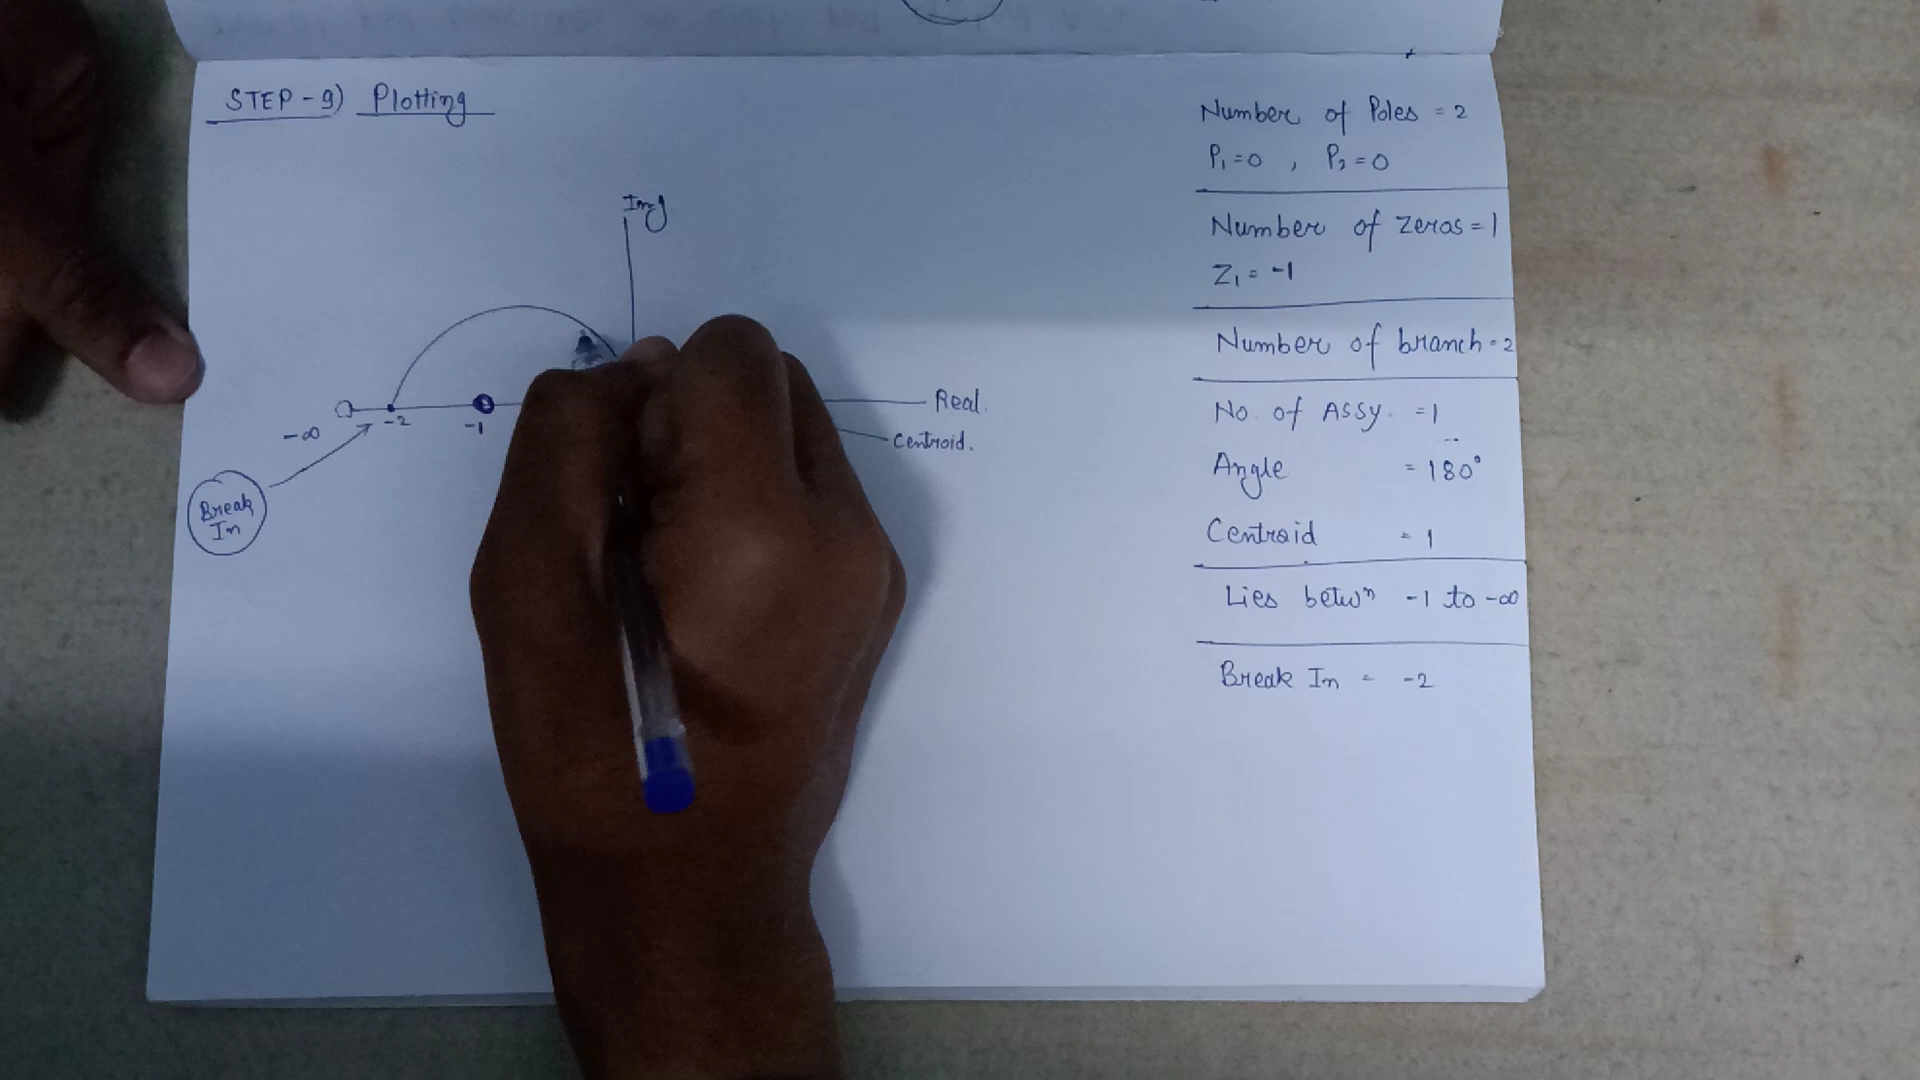 STEP-9) Plotting
Img
Real.
Centroid.
-∞
-2
-1
Break
In
Number of Poles = 2
P₁=0 , P₂=0
Number of zeros=1
Z₁ = -1
Number of branch=2
No. of Assy. =1
Angle = 180°
Centroid = 1
Lies betwⁿ -1 to -∞
Break In = -2